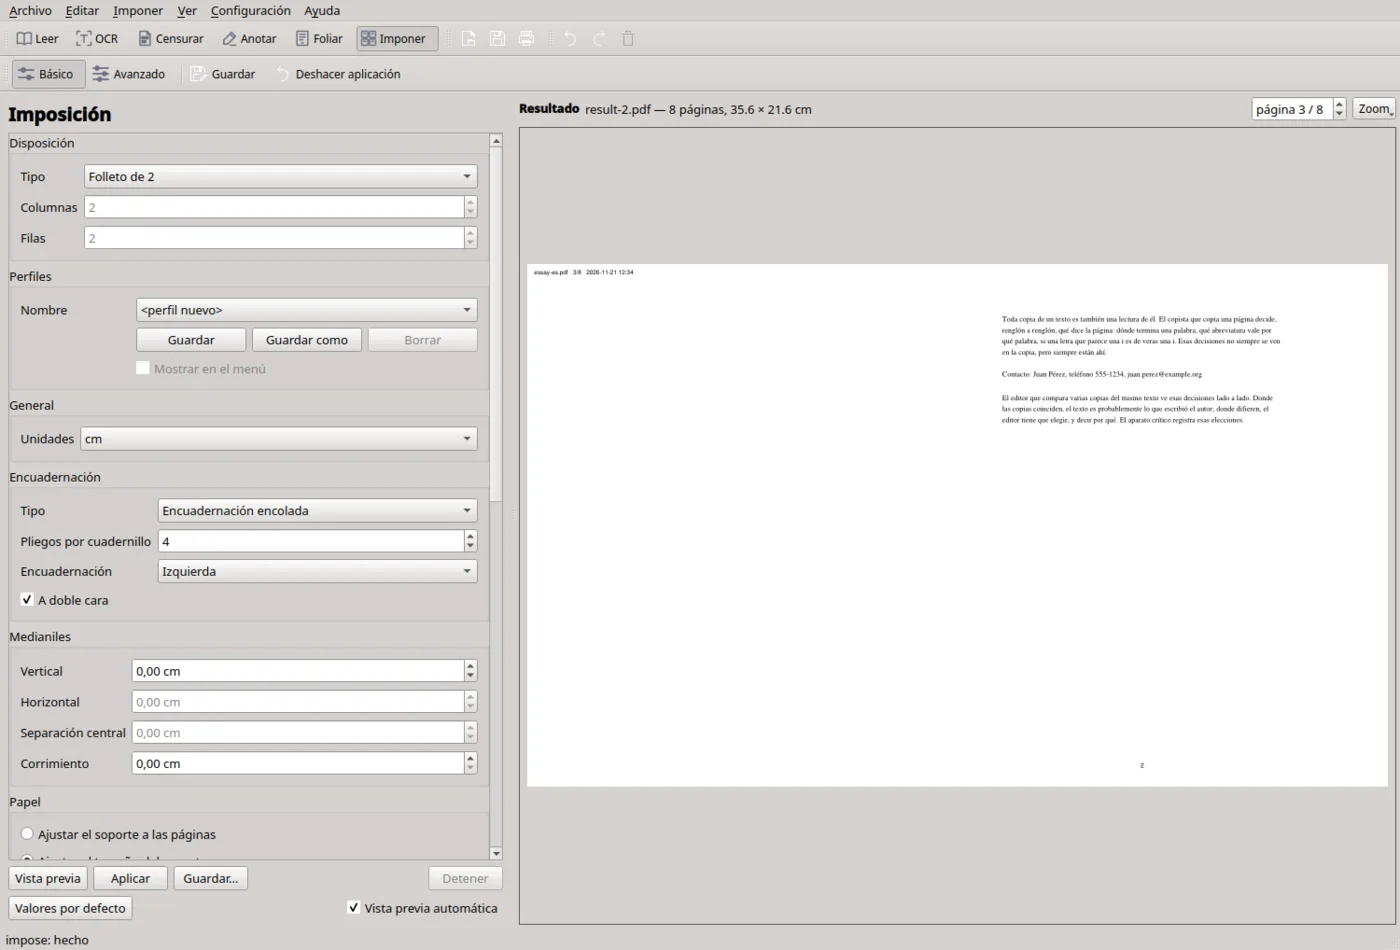 Archivo Editar Imponer Ver Configuración Ayuda
Leer OCR Censurar Anotar Foliar Imponer
Básico Avanzado Guardar Deshacer aplicación
Imposición
Disposición
Tipo Folleto de 2
Columnas 2
Filas 2
Perfiles
Nombre <perfil nuevo>
Guardar Guardar como Borrar
Mostrar en el menú
General
Unidades cm
Encuadernación
Tipo Encuadernación encolada
Pliegos por cuadernillo 4
Encuadernación Izquierda
A doble cara
Medianiles
Vertical 0,00 cm
Horizontal 0,00 cm
Separación central 0,00 cm
Corrimiento 0,00 cm
Papel
Ajustar el soporte a las páginas
Vista previa Aplicar Guardar... Detener
Valores por defecto Vista previa automática
impose: hecho
Resultado result-2.pdf — 8 páginas, 35.6 × 21.6 cm
página 3 / 8 Zoom
essay-es.pdf 3/8 2026-11-21 12:34
Toda copia de un texto es también una lectura de él. El copista que copia una página decide,
renglón a renglón, qué dice la página: dónde termina una palabra, qué abreviatura vale por
qué palabra, si una letra que parece una i es de veras una i. Esas decisiones no siempre se ven
en la copia, pero siempre están ahí.
Contacto: Juan Pérez, teléfono 555-1234, juan.perez@example.org
El editor que compara varias copias del mismo texto ve esas decisiones lado a lado. Donde
las copias coinciden, el texto es probablemente lo que escribió el autor; donde difieren, el
editor tiene que elegir, y decir por qué. El aparato crítico registra esas elecciones.
2